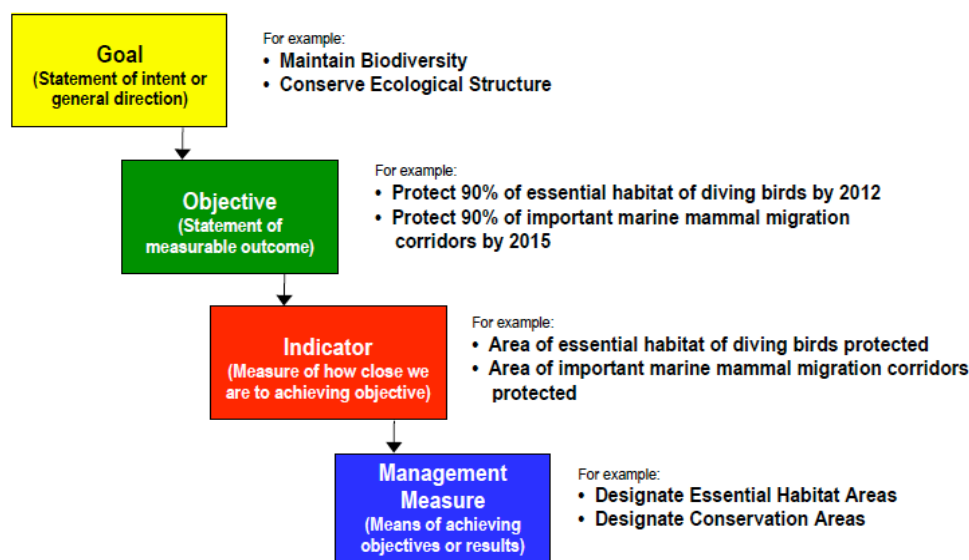 Goal
(Statement of intent or
general direction)
For example:
• Maintain Biodiversity
• Conserve Ecological Structure
Objective
(Statement of
measurable outcome)
For example:
• Protect 90% of essential habitat of diving birds by 2012
• Protect 90% of important marine mammal migration
corridors by 2015
Indicator
(Measure of how close we
are to achieving objective)
For example:
• Area of essential habitat of diving birds protected
• Area of important marine mammal migration corridors
protected
Management
Measure
(Means of achieving
objectives or results)
For example:
• Designate Essential Habitat Areas
• Designate Conservation Areas